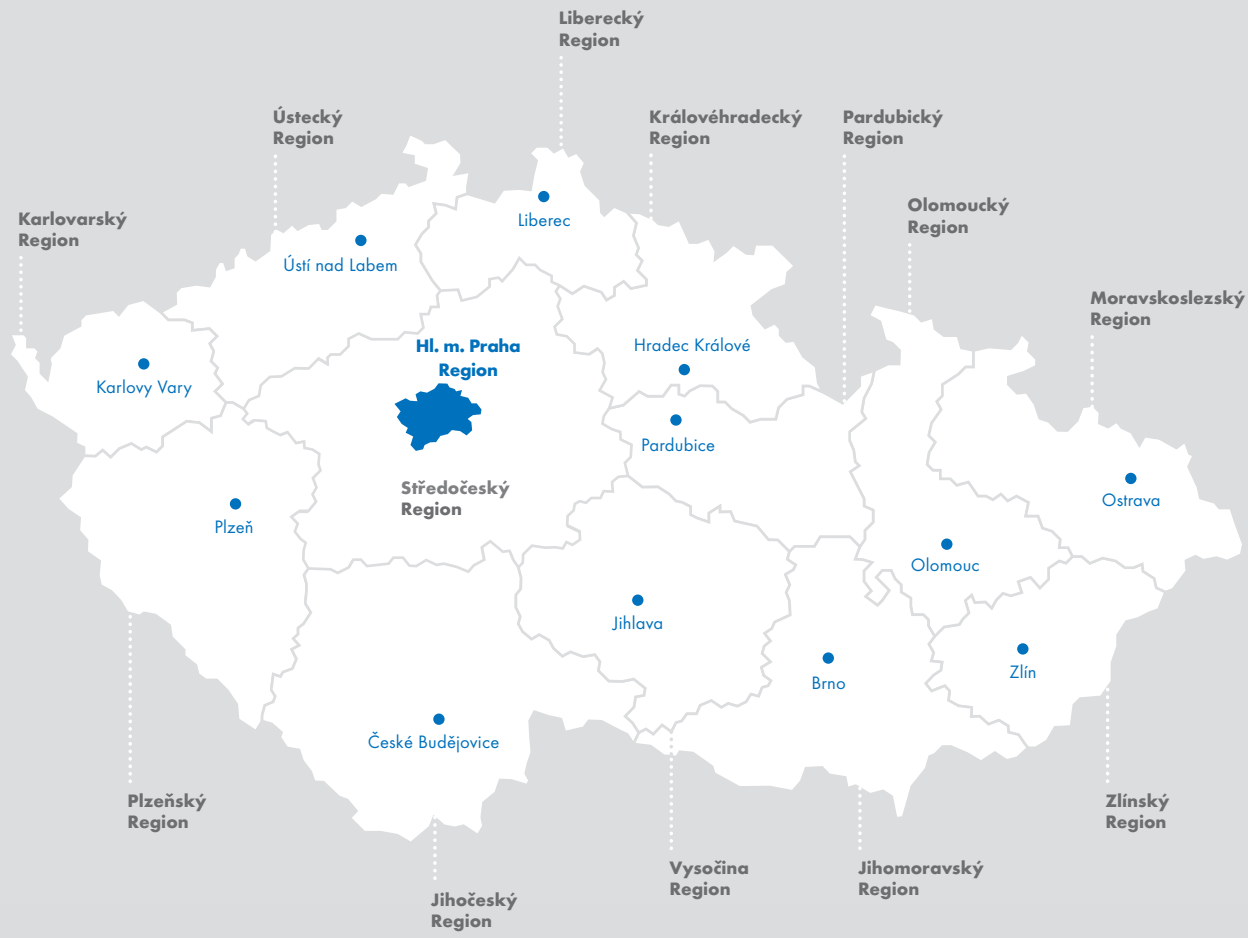 Liberecký
Region
Ústecký
Region
Královéhradecký
Region
Pardubický
Region
Karlovarský
Region
Olomoucký
Region
Moravskoslezský
Region
Liberec
Ústí nad Labem
Hl. m. Praha
Region
Hradec Králové
Karlovy Vary
Pardubice
Středočeský
Region
Plzeň
Ostrava
Olomouc
Jihlava
Zlín
Brno
České Budějovice
Plzeňský
Region
Zlínský
Region
Vysočina
Region
Jihomoravský
Region
Jihočeský
Region